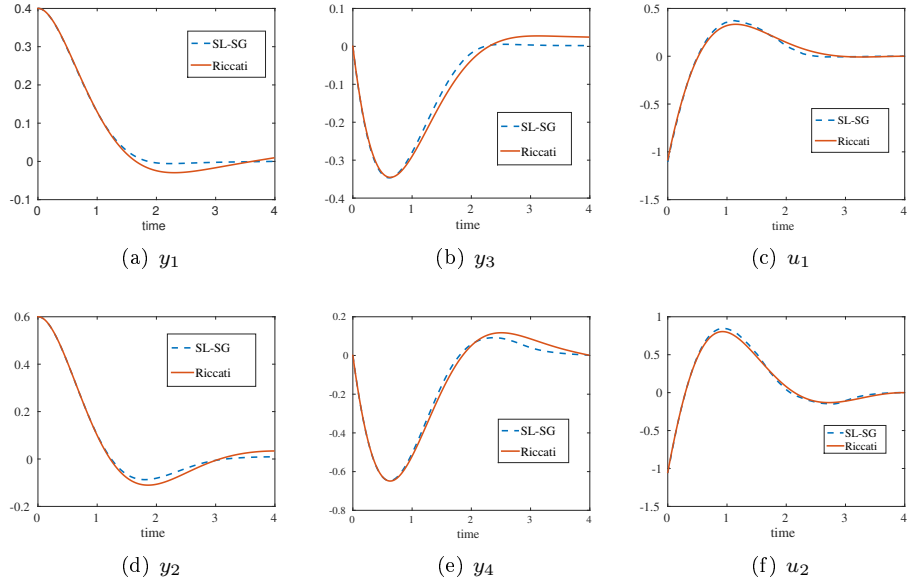 0.4
0.3
0.2
0.1
0
-0.1
0 1 2 3 4
time
SL-SG
Riccati
(a) y1
0.1
0
-0.1
-0.2
-0.3
-0.4
0 1 2 3 4
time
SL-SG
Riccati
(b) y3
1
0.5
0
-0.5
-1
-1.5
0 1 2 3 4
time
SL-SG
Riccati
(c) u1
0.6
0.4
0.2
0
-0.2
0 1 2 3 4
time
SL-SG
Riccati
(d) y2
0.2
0
-0.2
-0.4
-0.6
-0.8
0 1 2 3 4
time
SL-SG
Riccati
(e) y4
1
0.5
0
-0.5
-1
-1.5
0 1 2 3 4
time
SL-SG
Riccati
(f) u2